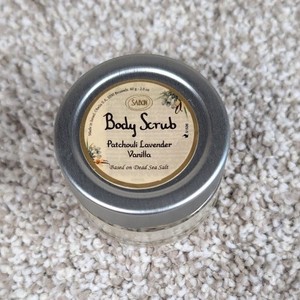 SABON
Body Scrub
Patchouli Lavender
Vanilla
Based on Dead Sea Salt